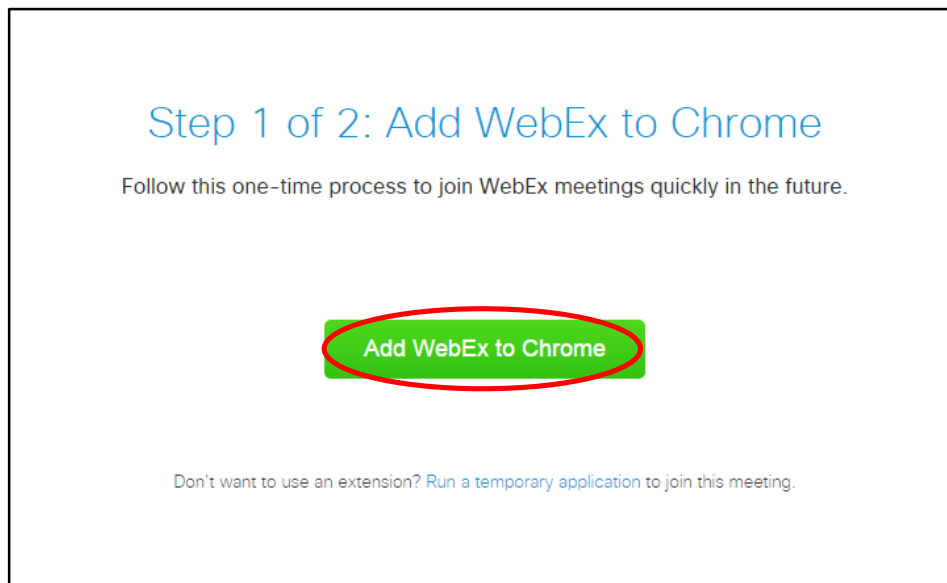 Step 1 of 2: Add WebEx to Chrome
Follow this one-time process to join WebEx meetings quickly in the future.
Add WebEx to Chrome
Don't want to use an extension? Run a temporary application to join this meeting.